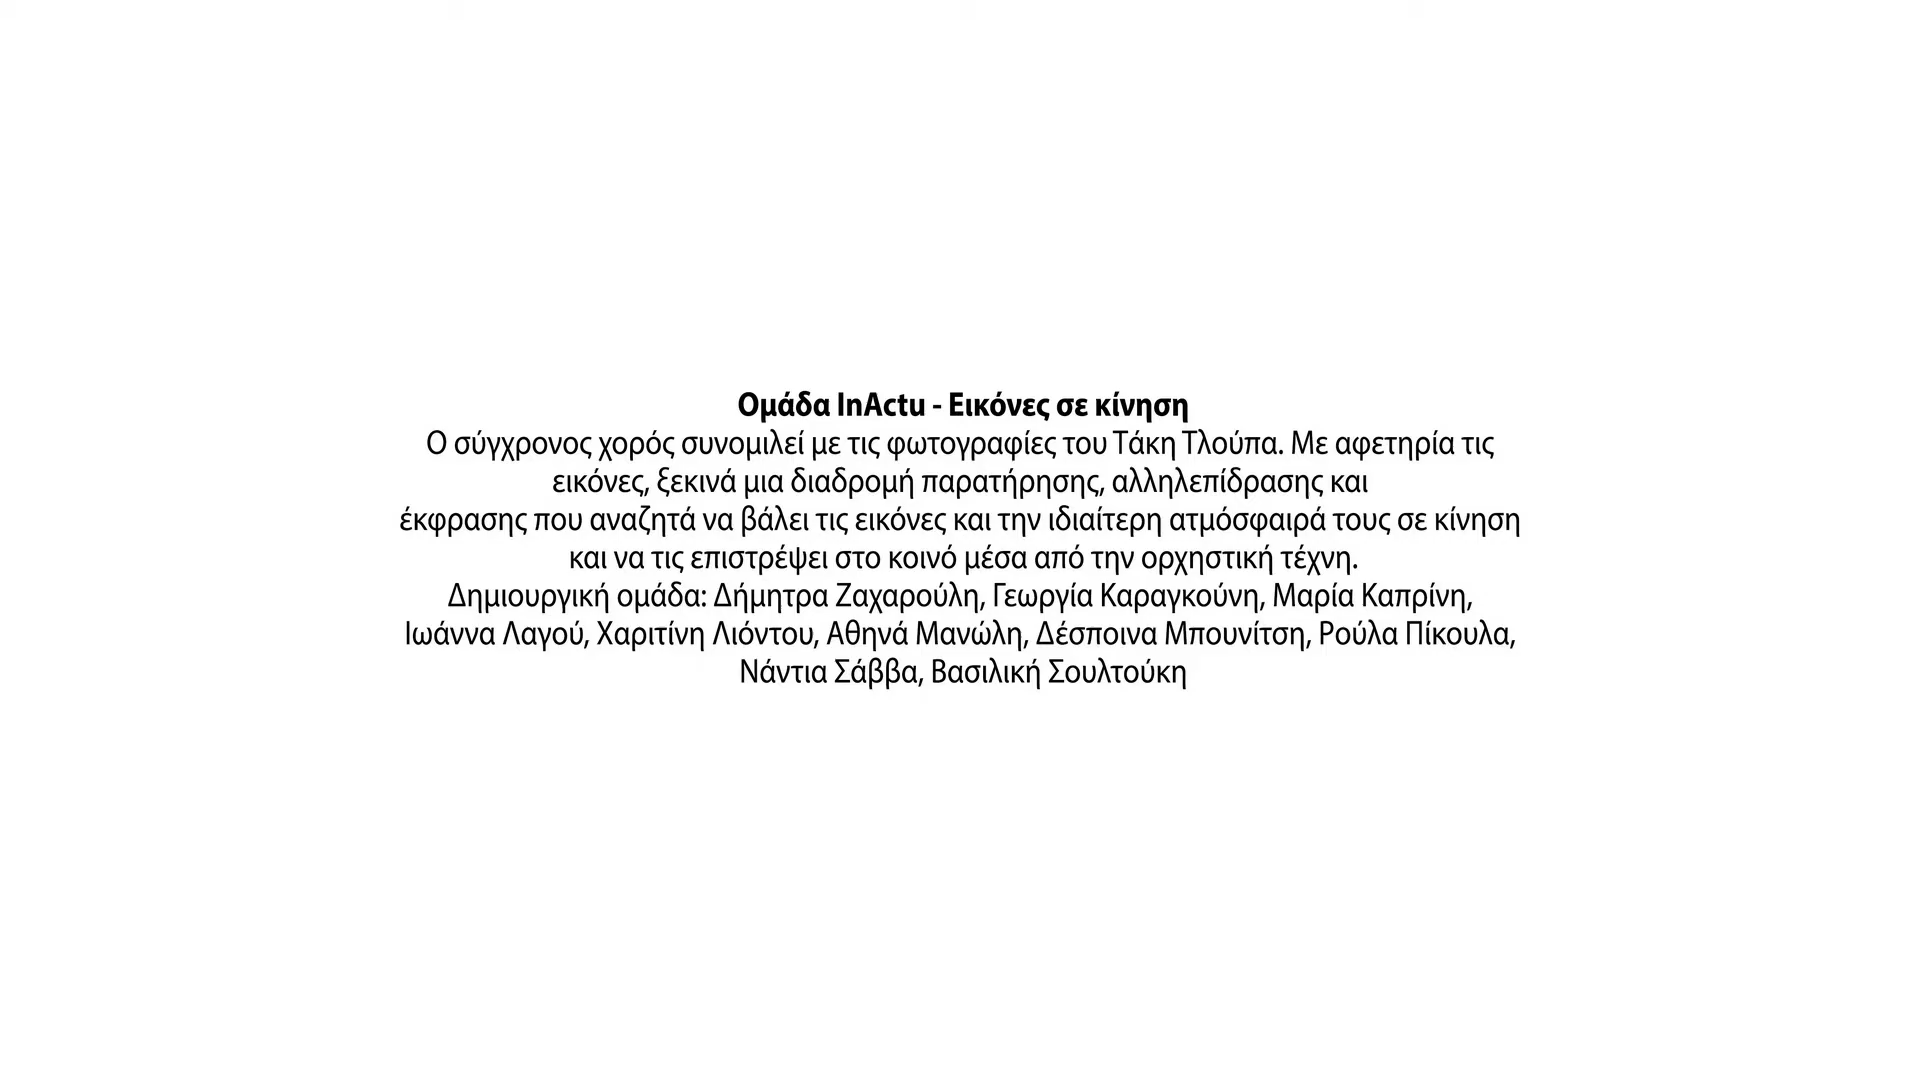 Ομάδα InActu - Εικόνες σε κίνηση
Ο σύγχρονος χορός συνομιλεί με τις φωτογραφίες του Τάκη Τλούπα. Με αφετηρία τις
εικόνες, ξεκινά μια διαδρομή παρατήρησης, αλληλεπίδρασης και
έκφρασης που αναζητά να βάλει τις εικόνες και την ιδιαίτερη ατμόσφαιρά τους σε κίνηση
και να τις επιστρέψει στο κοινό μέσα από την ορχηστική τέχνη.
Δημιουργική ομάδα: Δήμητρα Ζαχαρούλη, Γεωργία Καραγκούνη, Μαρία Καπρίνη,
Ιωάννα Λαγού, Χαριτίνη Λιόντου, Αθηνά Μανώλη, Δέσποινα Μπουνίτση, Ρούλα Πίκουλα,
Νάντια Σάββα, Βασιλική Σουλτούκη